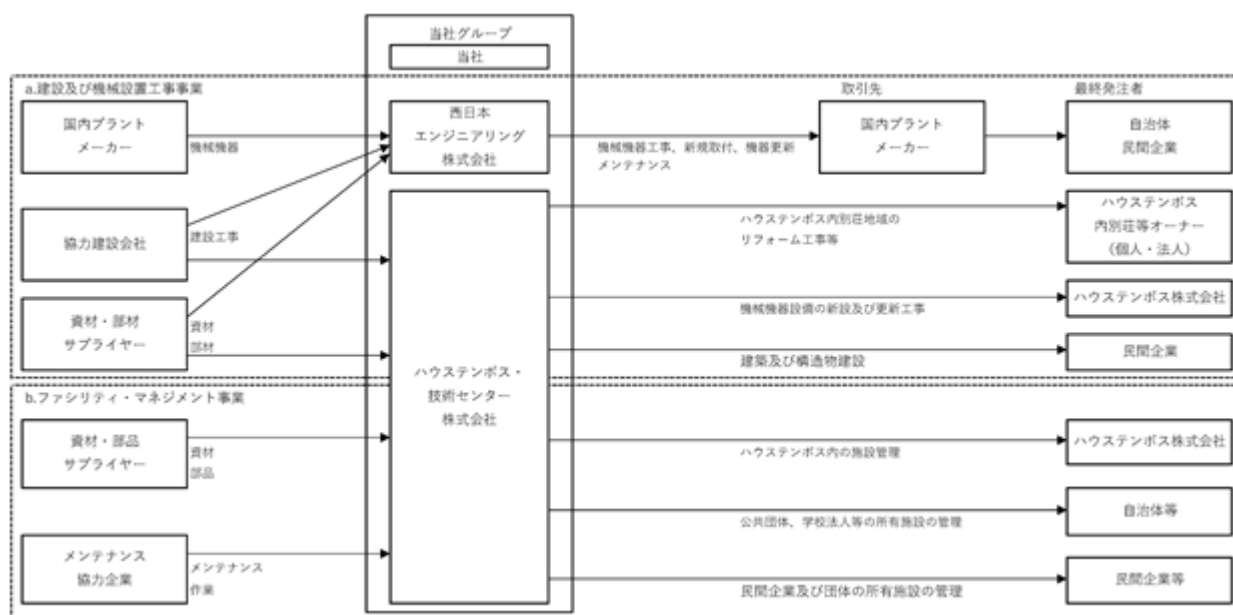 当社グループ
当社
a.建設及び機械設置工事事業
取引先
最終発注者
国内プラント
メーカー
機械機器
西日本
エンジニアリング
株式会社
機械機器工事、新規取付、機器更新
メンテナンス
国内プラント
メーカー
自治体
民間企業
協力建設会社
建設工事
ハウステンボス内別荘地域の
リフォーム工事等
ハウステンボス
内別荘等オーナー
（個人・法人）
資材・部材
サプライヤー
資材
部材
機械機器設備の新設及び更新工事
ハウステンボス株式会社
建築及び構造物建設
民間企業
ハウステンボス・
技術センター
株式会社
b.ファシリティ・マネジメント事業
資材・部品
サプライヤー
資材
部品
ハウステンボス内の施設管理
ハウステンボス株式会社
公共団体、学校法人等の所有施設の管理
自治体等
メンテナンス
協力企業
メンテナンス
作業
民間企業及び団体の所有施設の管理
民間企業等